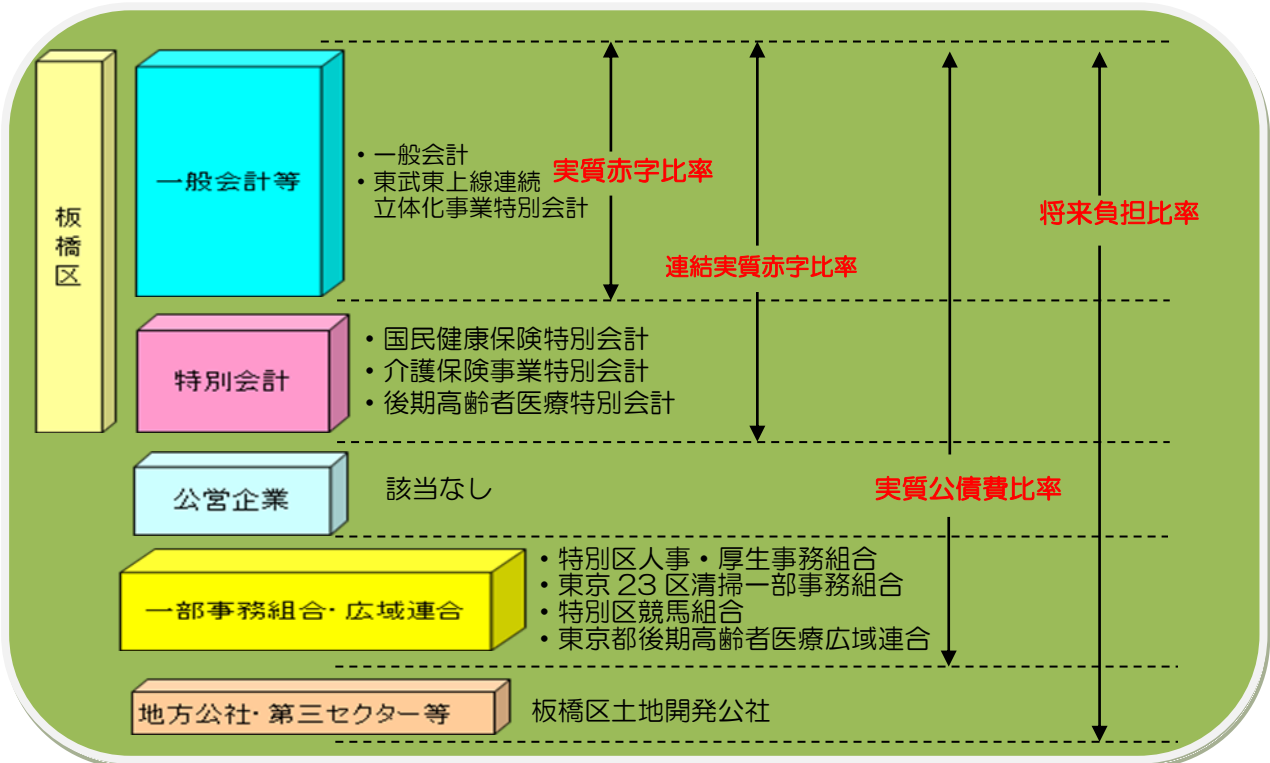 板橋区
一般会計等
・一般会計
・東武東上線連続
立体化事業特別会計
実質赤字比率
連結実質赤字比率
将来負担比率
特別会計
・国民健康保険特別会計
・介護保険事業特別会計
・後期高齢者医療特別会計
公営企業
該当なし
実質公債費比率
一部事務組合・広域連合
・特別区人事・厚生事務組合
・東京23区清掃一部事務組合
・特別区競馬組合
・東京都後期高齢者医療広域連合
地方公社・第三セクター等
板橋区土地開発公社